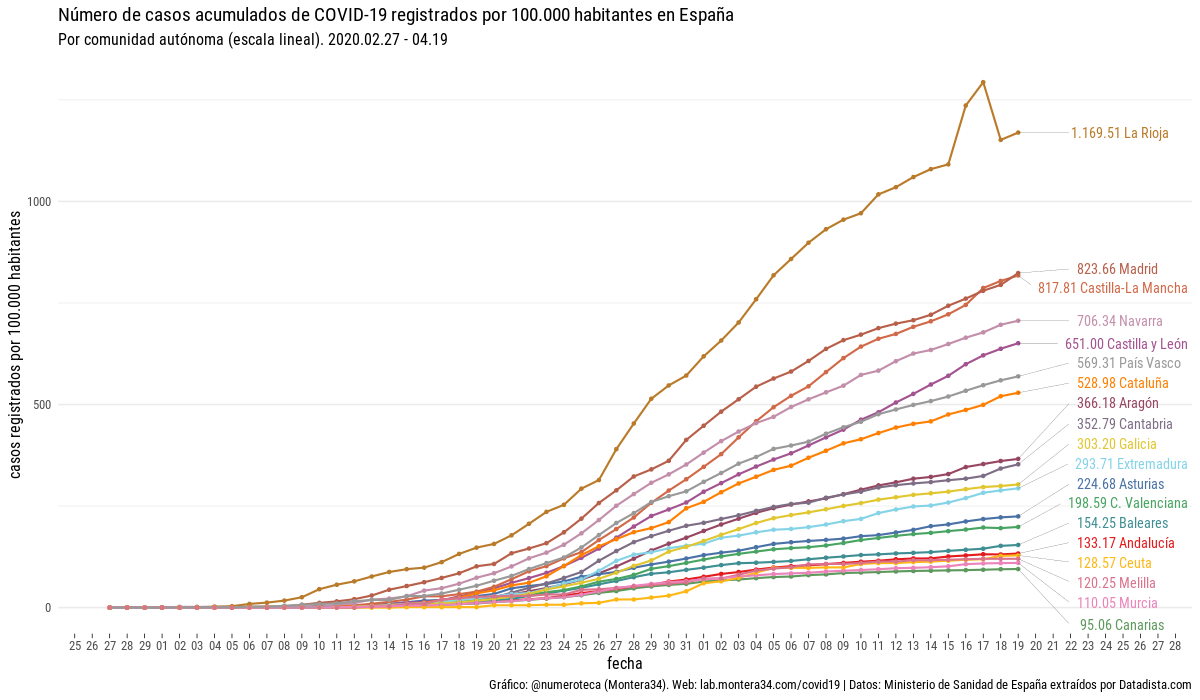 Número de casos acumulados de COVID-19 registrados por 100.000 habitantes en España
Por comunidad autónoma (escala lineal). 2020.02.27 - 04.19
casos registrados por 100.000 habitantes
1000
500
0
1.169.51 La Rioja
823.66 Madrid
817.81 Castilla-La Mancha
706.34 Navarra
651.00 Castilla y León
569.31 País Vasco
528.98 Cataluña
366.18 Aragón
352.79 Cantabria
303.20 Galicia
293.71 Extremadura
224.68 Asturias
198.59 C. Valenciana
154.25 Baleares
133.17 Andalucía
128.57 Ceuta
120.25 Melilla
110.05 Murcia
95.06 Canarias
25 26 27 28 29 01 02 03 04 05 06 07 08 09 10 11 12 13 14 15 16 17 18 19 20 21 22 23 24 25 26 27 28 29 30 31 01 02 03 04 05 06 07 08 09 10 11 12 13 14 15 16 17 18 19 20 21 22 23 24 25 26 27 28
fecha
Gráfico: @numeroteca (Montera34). Web: lab.montera34.com/covid19 | Datos: Ministerio de Sanidad de España extraídos por Datadista.com